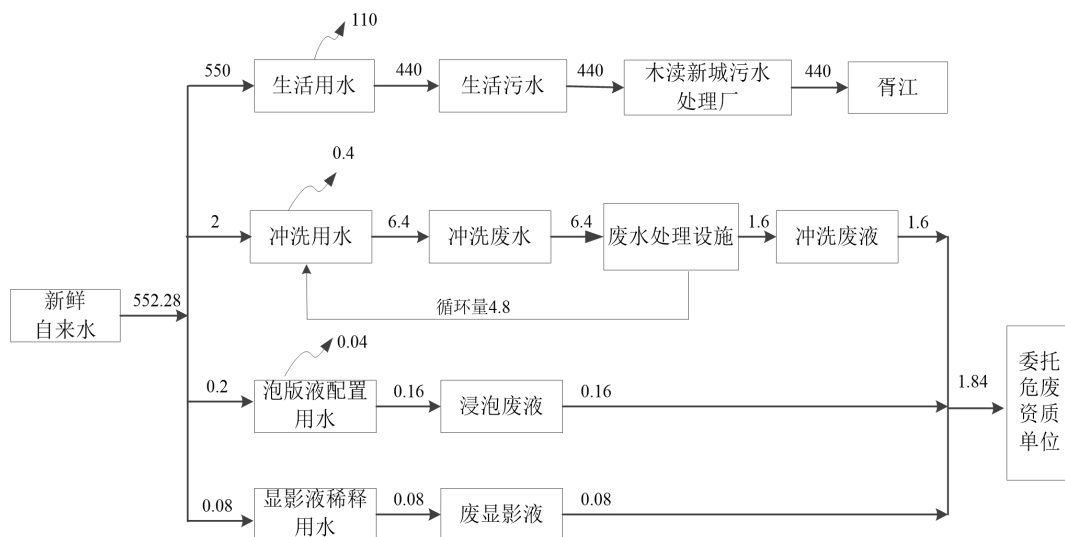 110
550
生活用水
440
生活污水
440
木渎新城污水
处理厂
440
胥江
0.4
2
冲洗用水
6.4
冲洗废水
6.4
废水处理设施
1.6
冲洗废液
1.6
循环量4.8
新鲜
自来水
552.28
0.04
0.2
泡版液配置
用水
0.16
浸泡废液
0.16
1.84
委托
危废
资质
单位
0.08
显影液稀释
用水
0.08
废显影液
0.08